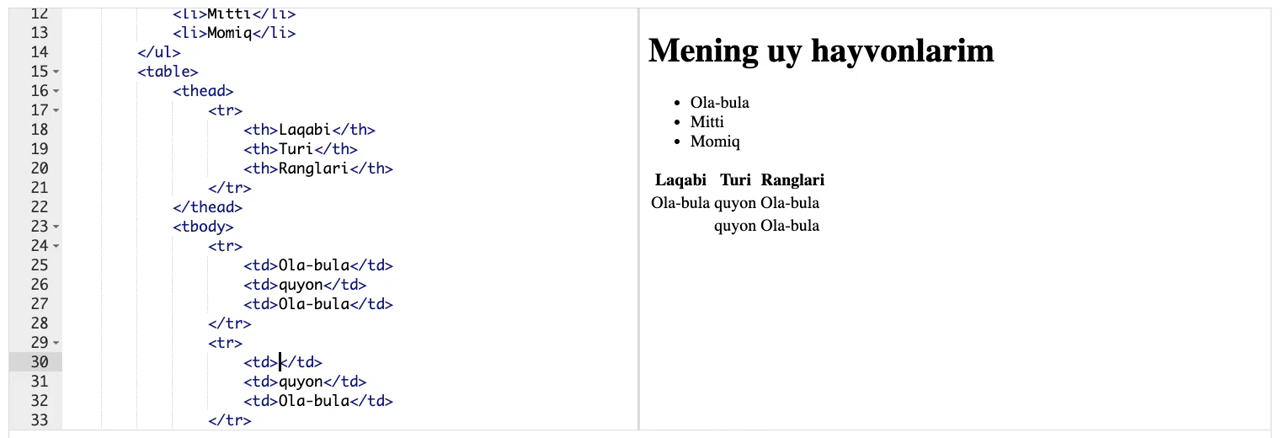 12 <li>Mitti</li>
13 <li>Momiq</li>
14 </ul>
15 <table>
16 <thead>
17 <tr>
18 <th>Laqabi</th>
19 <th>Turi</th>
20 <th>Ranglari</th>
21 </tr>
22 </thead>
23 <tbody>
24 <tr>
25 <td>Ola-bula</td>
26 <td>quyon</td>
27 <td>Ola-bula</td>
28 </tr>
29 <tr>
30 <td></td>
31 <td>quyon</td>
32 <td>Ola-bula</td>
33 </tr>
Mening uy hayvonlarim
• Ola-bula
• Mitti
• Momiq
Laqabi Turi Ranglari
Ola-bula quyon Ola-bula
quyon Ola-bula